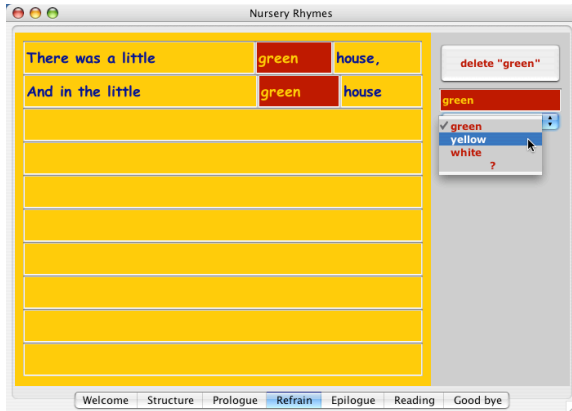 Nursery Rhymes
There was a little green house,
And in the little green house
delete "green"
green
✓ green
yellow
white
?
Welcome Structure Prologue Refrain Epilogue Reading Good bye